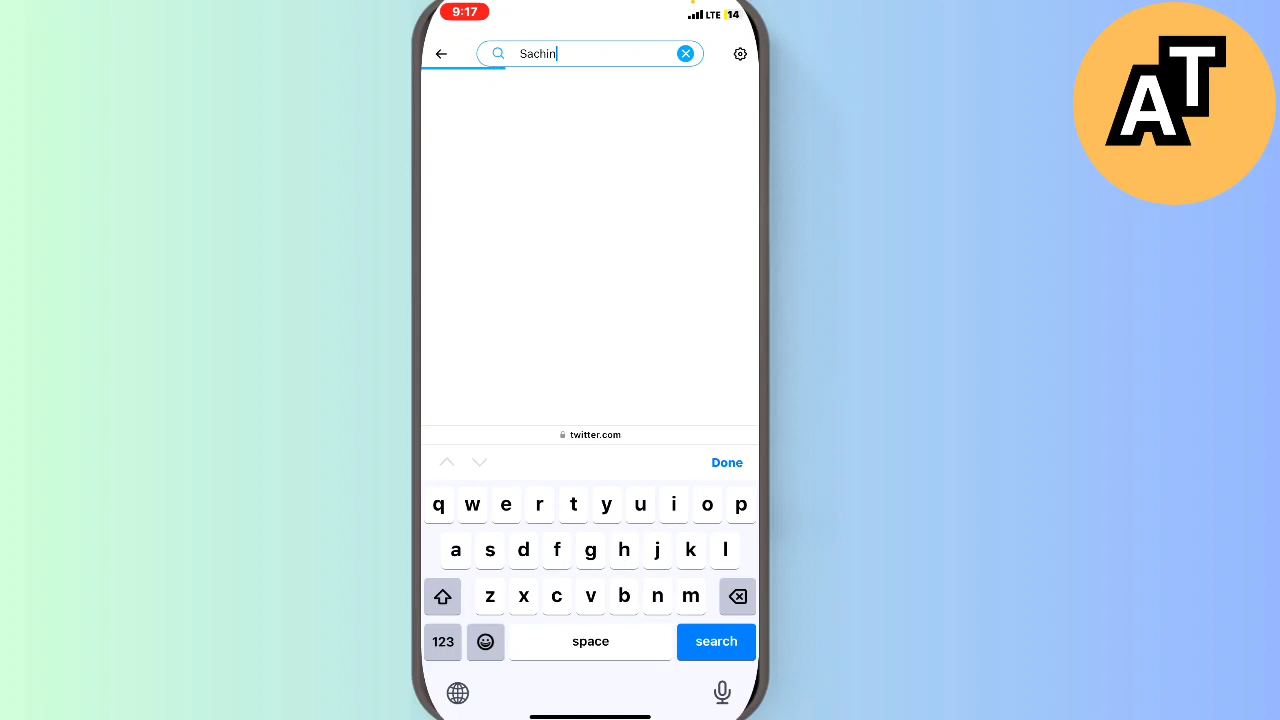 9:17 LTE 14
Sachin
AT
twitter.com
Done
q w e r t y u i o p
a s d f g h j k l
z x c v b n m
123 space search